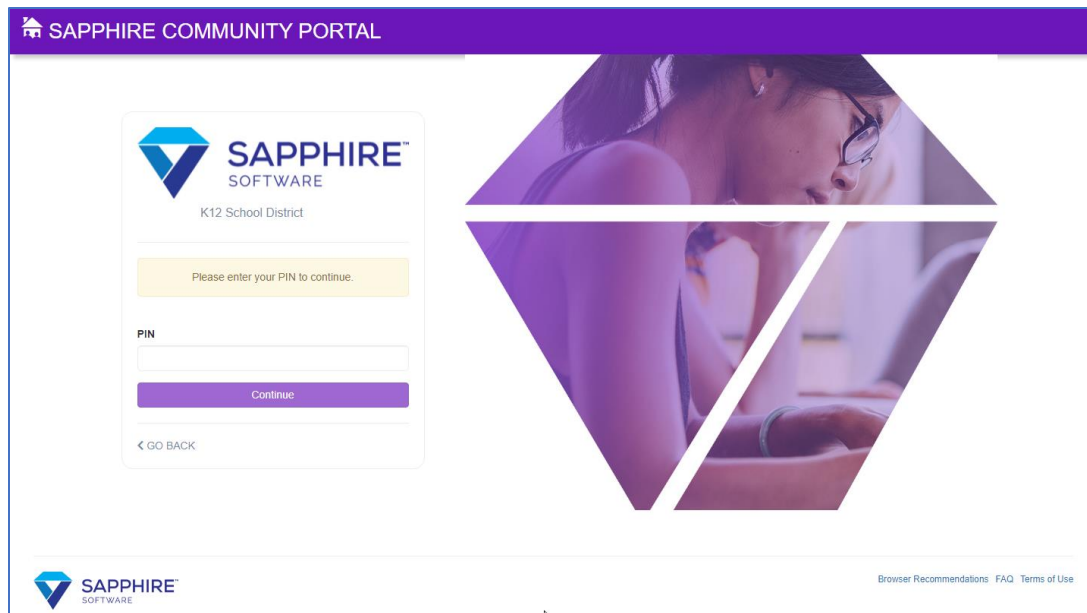 SAPPHIRE COMMUNITY PORTAL
SAPPHIRE™
SOFTWARE
K12 School District
Please enter your PIN to continue.
PIN
Continue
GO BACK
SAPPHIRE™
SOFTWARE
Browser Recommendations FAQ Terms of Use